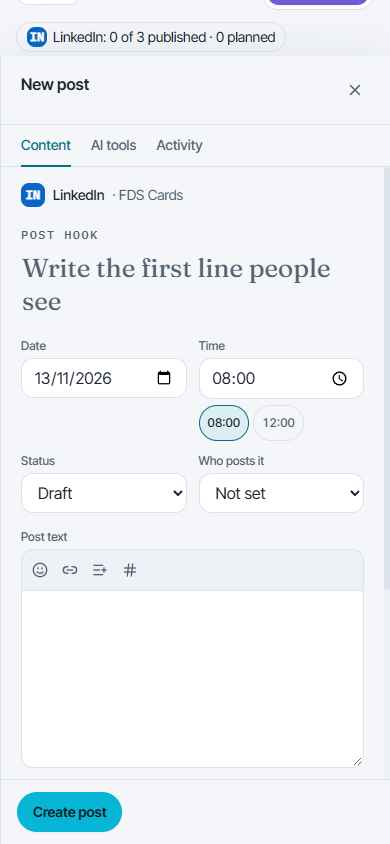 IN LinkedIn: 0 of 3 published · 0 planned
New post
Content AI tools Activity
IN LinkedIn · FDS Cards
POST HOOK
Write the first line people
see
Date Time
13/11/2026 08:00
08:00 12:00
Status Who posts it
Draft Not set
Post text
#
Create post